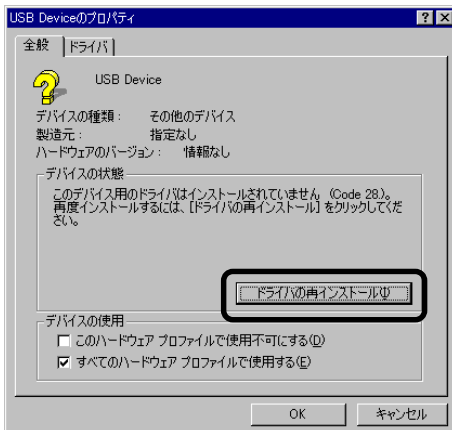 USB Deviceのプロパティ
全般
ドライバ
USB Device
デバイスの種類： その他のデバイス
製造元： 指定なし
ハードウェアのバージョン： 情報なし
デバイスの状態
このデバイス用のドライバはインストールされていません (Code 28.)。
再度インストールするには、[ドライバの再インストール] をクリックしてくだ
さい。
ドライバの再インストール(I)
デバイスの使用
このハードウェア プロファイルで使用不可にする(D)
すべてのハードウェア プロファイルで使用する(E)
OK
キャンセル